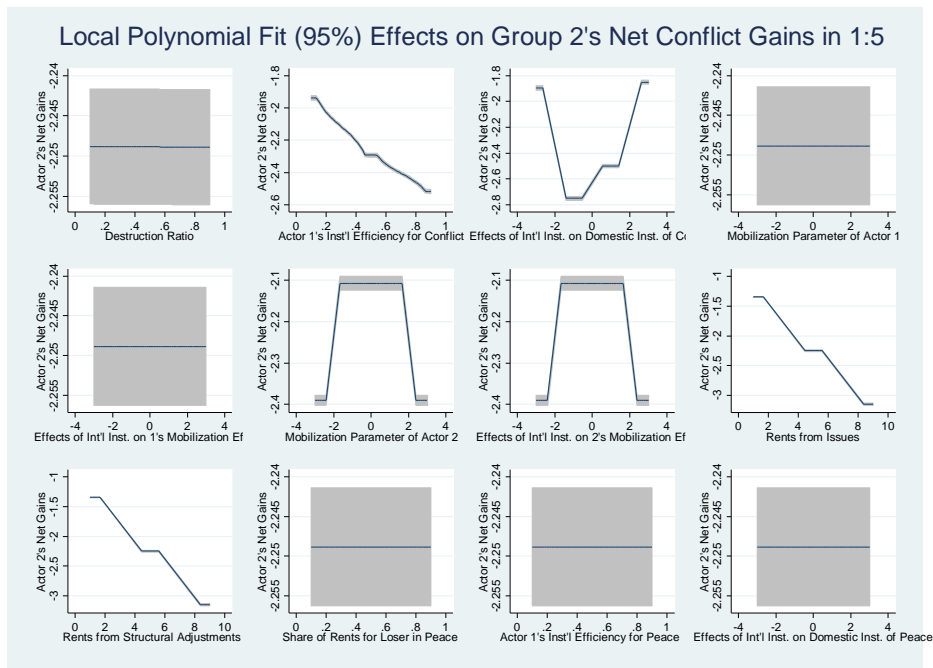 Local Polynomial Fit (95%) Effects on Group 2's Net Conflict Gains in 1:5
Actor 2's Net Gains
-2.24
-2.245
-2.25
-2.255
0 .2 .4 .6 .8 1
Destruction Ratio
Actor 2's Net Gains
-1.8
-2
-2.2
-2.4
-2.6
0 .2 .4 .6 .8 1
Actor 1's Inst'l Efficiency for Conflict
Actor 2's Net Gains
-1.8
-2
-2.2
-2.4
-2.6
-2.8
-4 -2 0 2 4
Effects of Int'l Inst. on Domestic Inst. of Co
Actor 2's Net Gains
-2.24
-2.245
-2.25
-2.255
-4 -2 0 2 4
Mobilization Parameter of Actor 1
Actor 2's Net Gains
-2.24
-2.245
-2.25
-2.255
-4 -2 0 2 4
Effects of Int'l Inst. on 1's Mobilization Ef
Actor 2's Net Gains
-2.1
-2.2
-2.3
-2.4
-4 -2 0 2 4
Mobilization Parameter of Actor 2
Actor 2's Net Gains
-2.1
-2.2
-2.3
-2.4
-4 -2 0 2 4
Effects of Int'l Inst. on 2's Mobilization Ef
Actor 2's Net Gains
-1
-1.5
-2
-2.5
-3
0 2 4 6 8 10
Rents from Issues
Actor 2's Net Gains
-1
-1.5
-2
-2.5
-3
0 2 4 6 8 10
Rents from Structural Adjustments
Actor 2's Net Gains
-2.24
-2.245
-2.25
-2.255
0 .2 .4 .6 .8 1
Share of Rents for Loser in Peace
Actor 2's Net Gains
-2.24
-2.245
-2.25
-2.255
0 .2 .4 .6 .8 1
Actor 1's Inst'l Efficiency for Peace
Actor 2's Net Gains
-2.24
-2.245
-2.25
-2.255
-4 -2 0 2 4
Effects of Int'l Inst. on Domestic Inst. of Peace